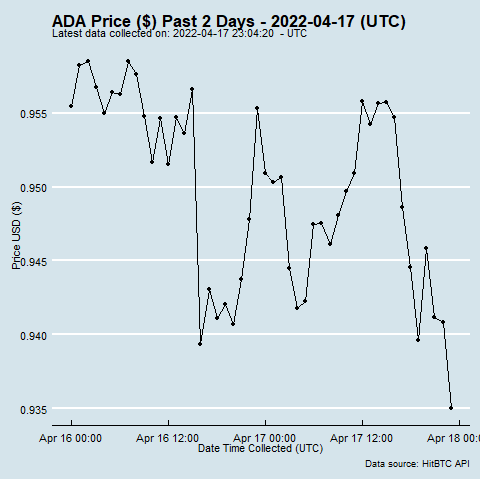 ADA Price ($) Past 2 Days - 2022-04-17 (UTC)
Latest data collected on: 2022-04-17 23:04:20 - UTC
0.955
0.950
0.945
0.940
0.935
Price USD ($)
Apr 16 00:00 Apr 16 12:00 Apr 17 00:00 Apr 17 12:00 Apr 18 00:
Date Time Collected (UTC)
Data source: HitBTC API